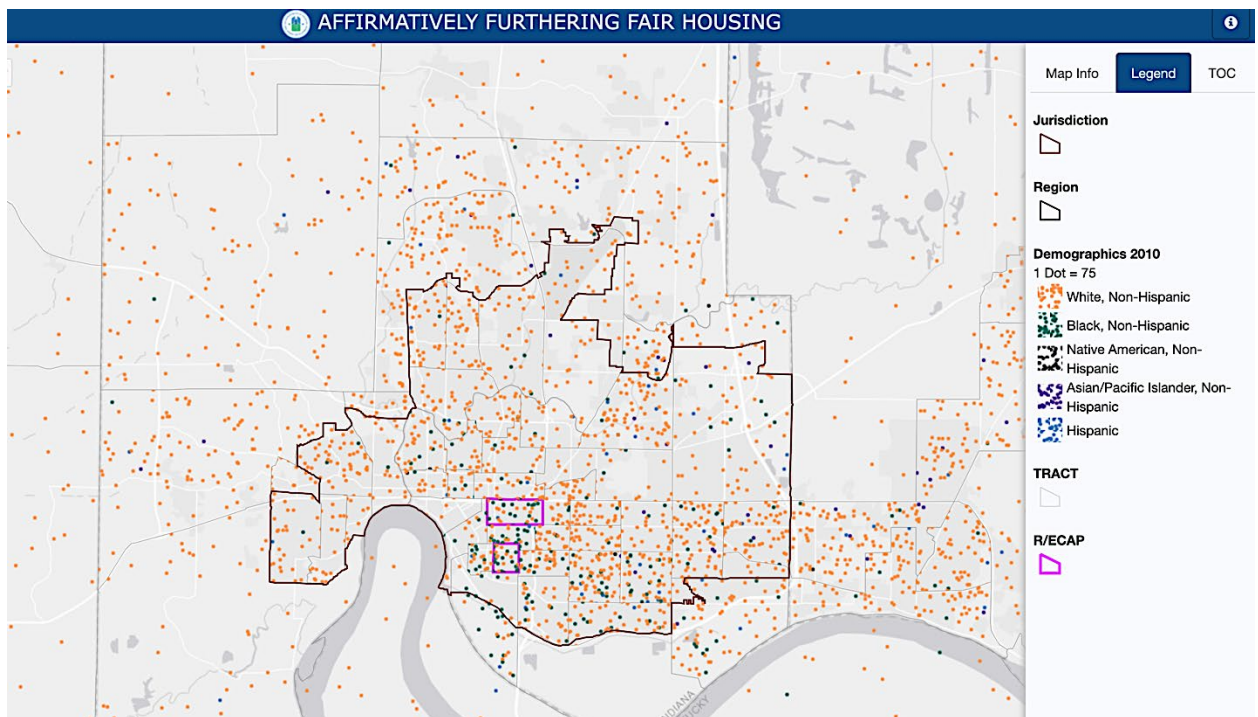 AFFIRMATIVELY FURTHERING FAIR HOUSING
Map Info Legend TOC
Jurisdiction
Region
Demographics 2010
1 Dot = 75
White, Non-Hispanic
Black, Non-Hispanic
Native American, Non-
Hispanic
Asian/Pacific Islander, Non-
Hispanic
Hispanic
TRACT
R/ECAP